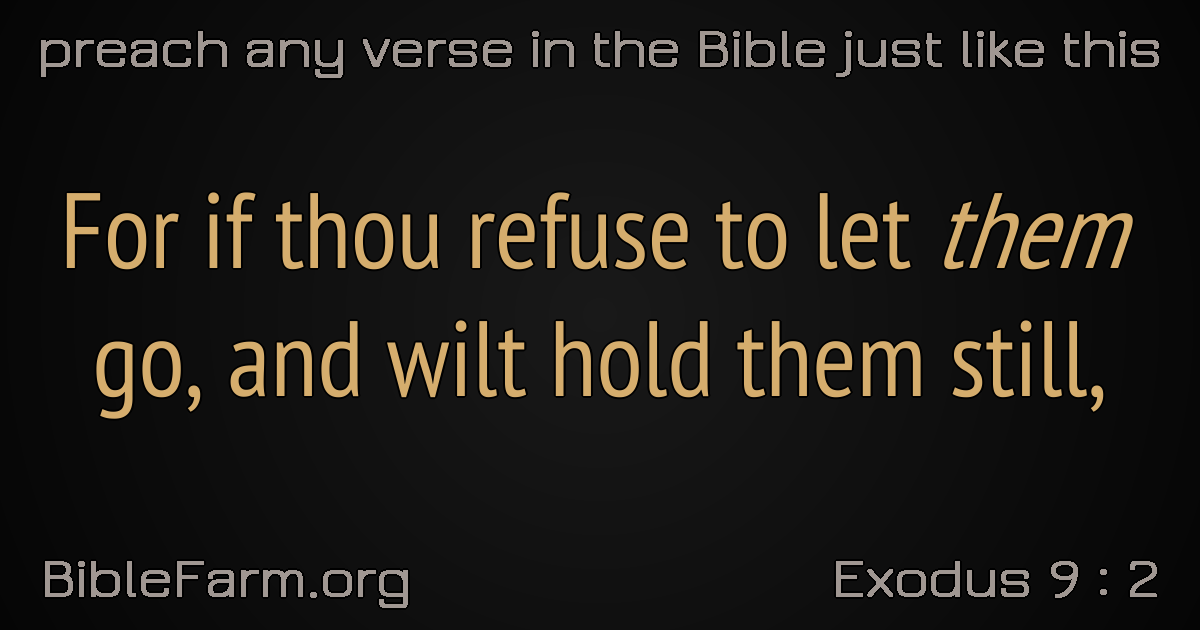 preach any verse in the Bible just like this
For if thou refuse to let them
go, and wilt hold them still,
BibleFarm.org
Exodus 9 : 2